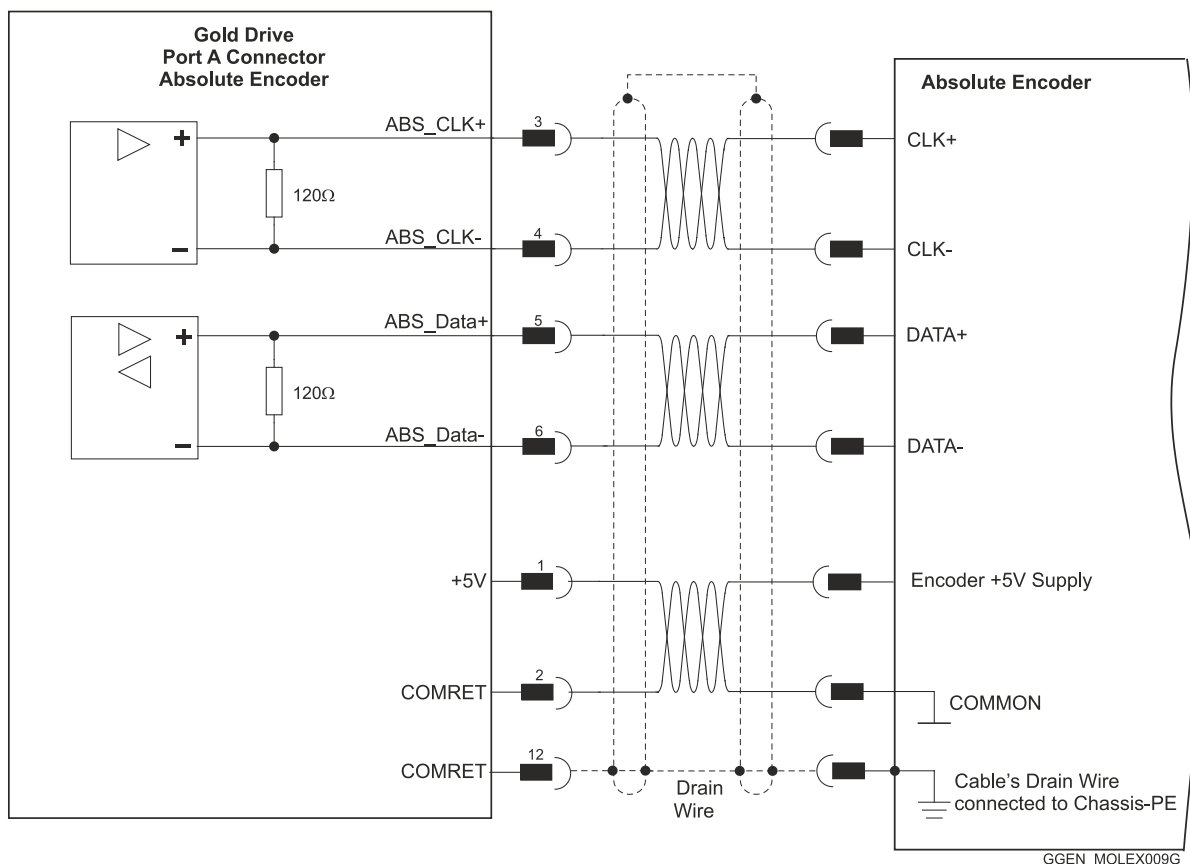 Gold Drive
Port A Connector
Absolute Encoder
Absolute Encoder
+
120Ω
−
ABS_CLK+
3
CLK+
ABS_CLK-
4
CLK-
+
120Ω
−
ABS_Data+
5
DATA+
ABS_Data-
6
DATA-
+5V
1
Encoder +5V Supply
COMRET
2
COMMON
COMRET
12
Drain
Wire
Cable's Drain Wire
connected to Chassis-PE
GGEN_MOLEX009G